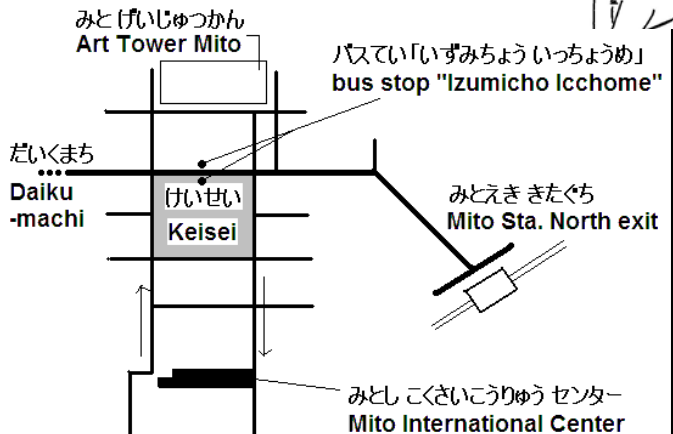 みと げいじゅつかん
Art Tower Mito
バスてい「いずみちょう いっちょうめ」
bus stop "Izumicho Icchome"
だいくまち
Daiku
-machi
けいせい
Keisei
みとえき きたぐち
Mito Sta. North exit
みとし こくさいこうりゅう センター
Mito International Center